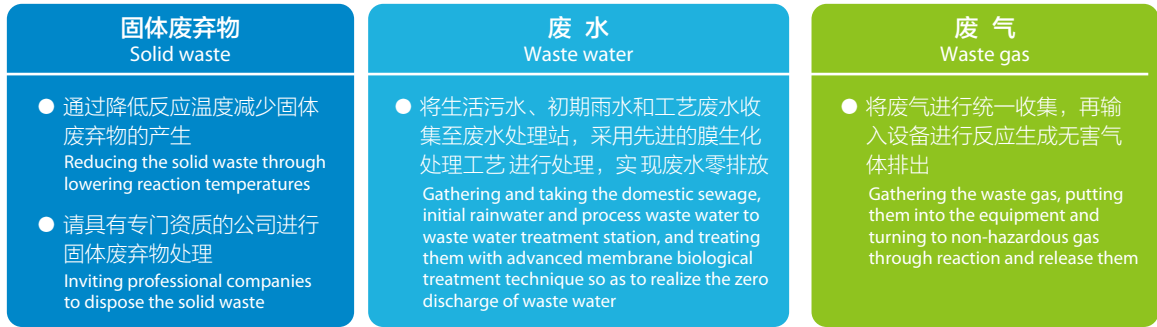 固体废弃物
Solid waste
● 通过降低反应温度减少固体
废弃物的产生
Reducing the solid waste through
lowering reaction temperatures
● 请具有专门资质的公司进行
固体废弃物处理
Inviting professional companies
to dispose the solid waste
废 水
Waste water
● 将生活污水、初期雨水和工艺废水收
集至废水处理站，采用先进的膜生化
处理工艺进行处理，实现废水零排放
Gathering and taking the domestic sewage,
initial rainwater and process waste water to
waste water treatment station, and treating
them with advanced membrane biological
treatment technique so as to realize the zero
discharge of waste water
废 气
Waste gas
● 将废气进行统一收集，再输
入设备进行反应生成无害气
体排出
Gathering the waste gas, putting
them into the equipment and
turning to non-hazardous gas
through reaction and release them